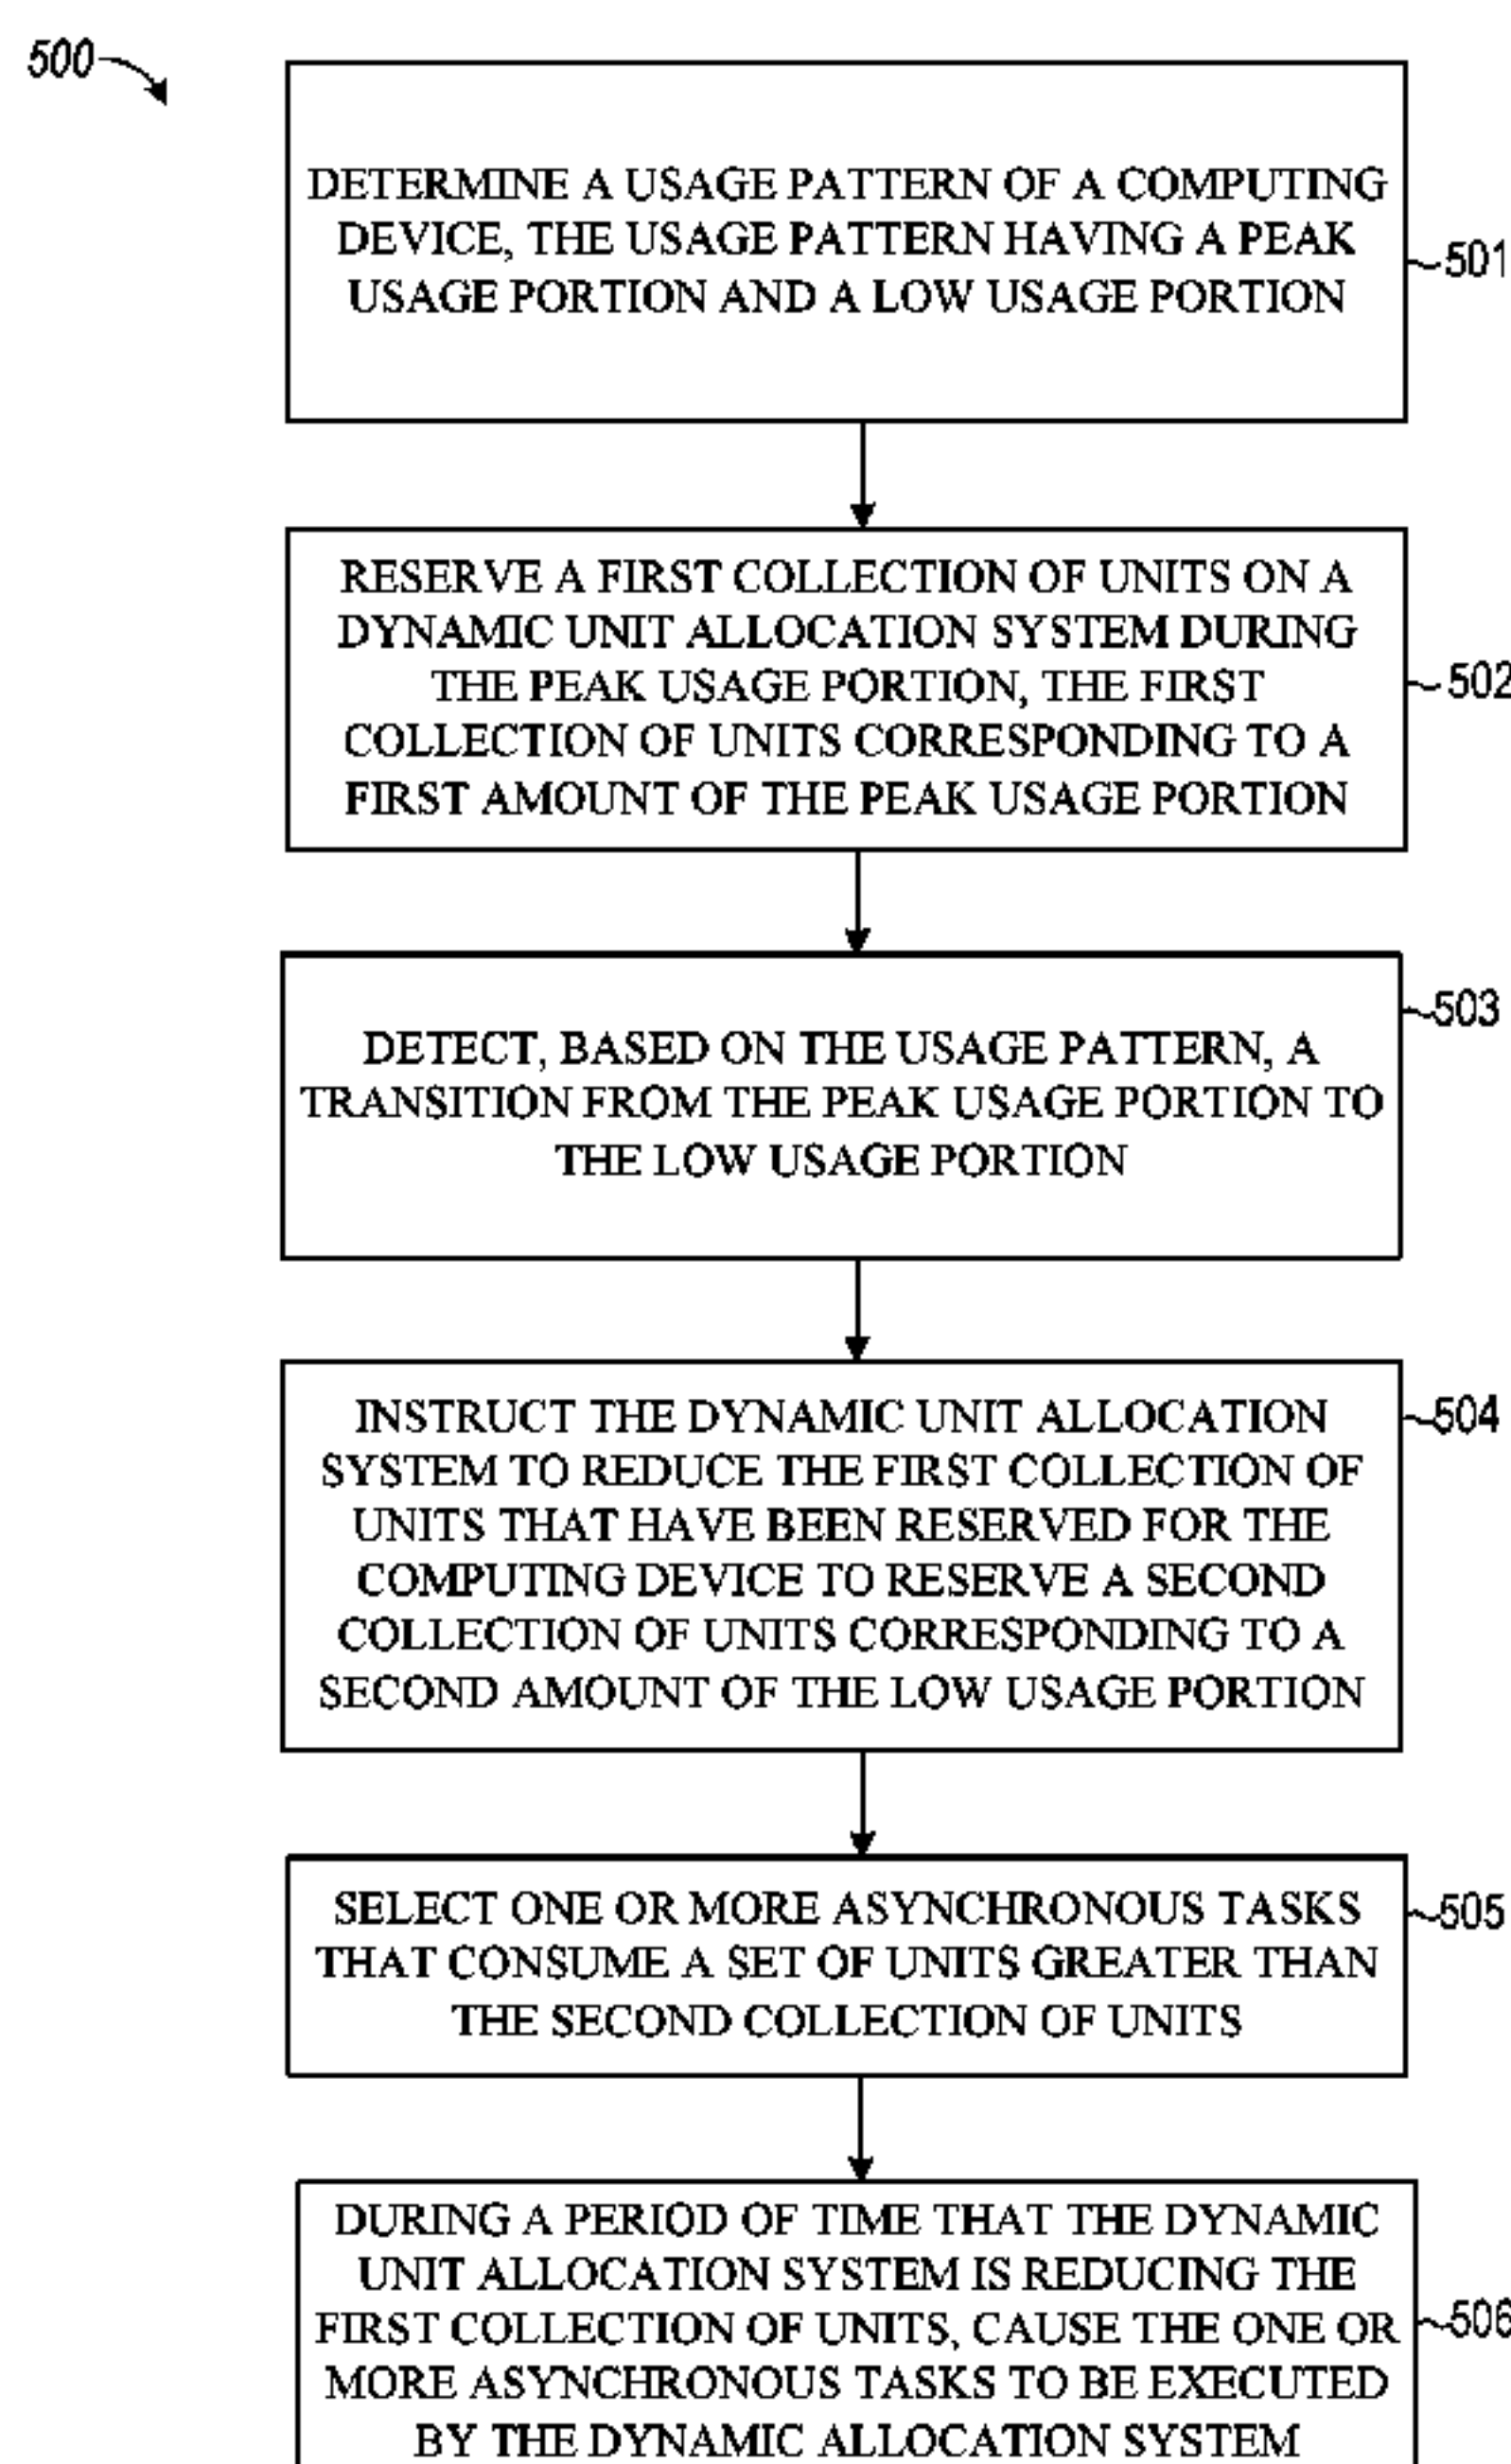 500
DETERMINE A USAGE PATTERN OF A COMPUTING
DEVICE, THE USAGE PATTERN HAVING A PEAK
USAGE PORTION AND A LOW USAGE PORTION
501
RESERVE A FIRST COLLECTION OF UNITS ON A
DYNAMIC UNIT ALLOCATION SYSTEM DURING
THE PEAK USAGE PORTION, THE FIRST
COLLECTION OF UNITS CORRESPONDING TO A
FIRST AMOUNT OF THE PEAK USAGE PORTION
502
DETECT, BASED ON THE USAGE PATTERN, A
TRANSITION FROM THE PEAK USAGE PORTION TO
THE LOW USAGE PORTION
503
INSTRUCT THE DYNAMIC UNIT ALLOCATION
SYSTEM TO REDUCE THE FIRST COLLECTION OF
UNITS THAT HAVE BEEN RESERVED FOR THE
COMPUTING DEVICE TO RESERVE A SECOND
COLLECTION OF UNITS CORRESPONDING TO A
SECOND AMOUNT OF THE LOW USAGE PORTION
504
SELECT ONE OR MORE ASYNCHRONOUS TASKS
THAT CONSUME A SET OF UNITS GREATER THAN
THE SECOND COLLECTION OF UNITS
505
DURING A PERIOD OF TIME THAT THE DYNAMIC
UNIT ALLOCATION SYSTEM IS REDUCING THE
FIRST COLLECTION OF UNITS, CAUSE THE ONE OR
MORE ASYNCHRONOUS TASKS TO BE EXECUTED
BY THE DYNAMIC ALLOCATION SYSTEM
506